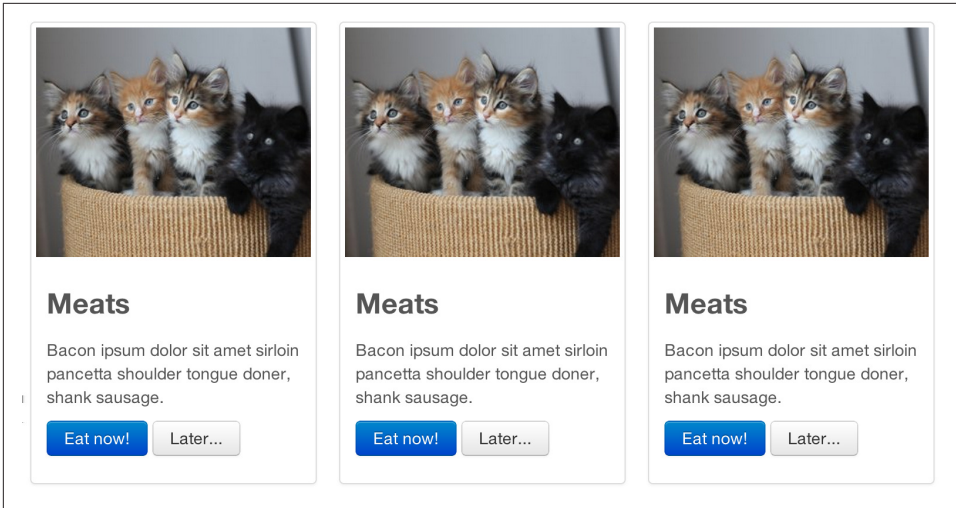 Meats
Bacon ipsum dolor sit amet sirloin
pancetta shoulder tongue doner,
shank sausage.
Eat now! Later...
Meats
Bacon ipsum dolor sit amet sirloin
pancetta shoulder tongue doner,
shank sausage.
Eat now! Later...
Meats
Bacon ipsum dolor sit amet sirloin
pancetta shoulder tongue doner,
shank sausage.
Eat now! Later...